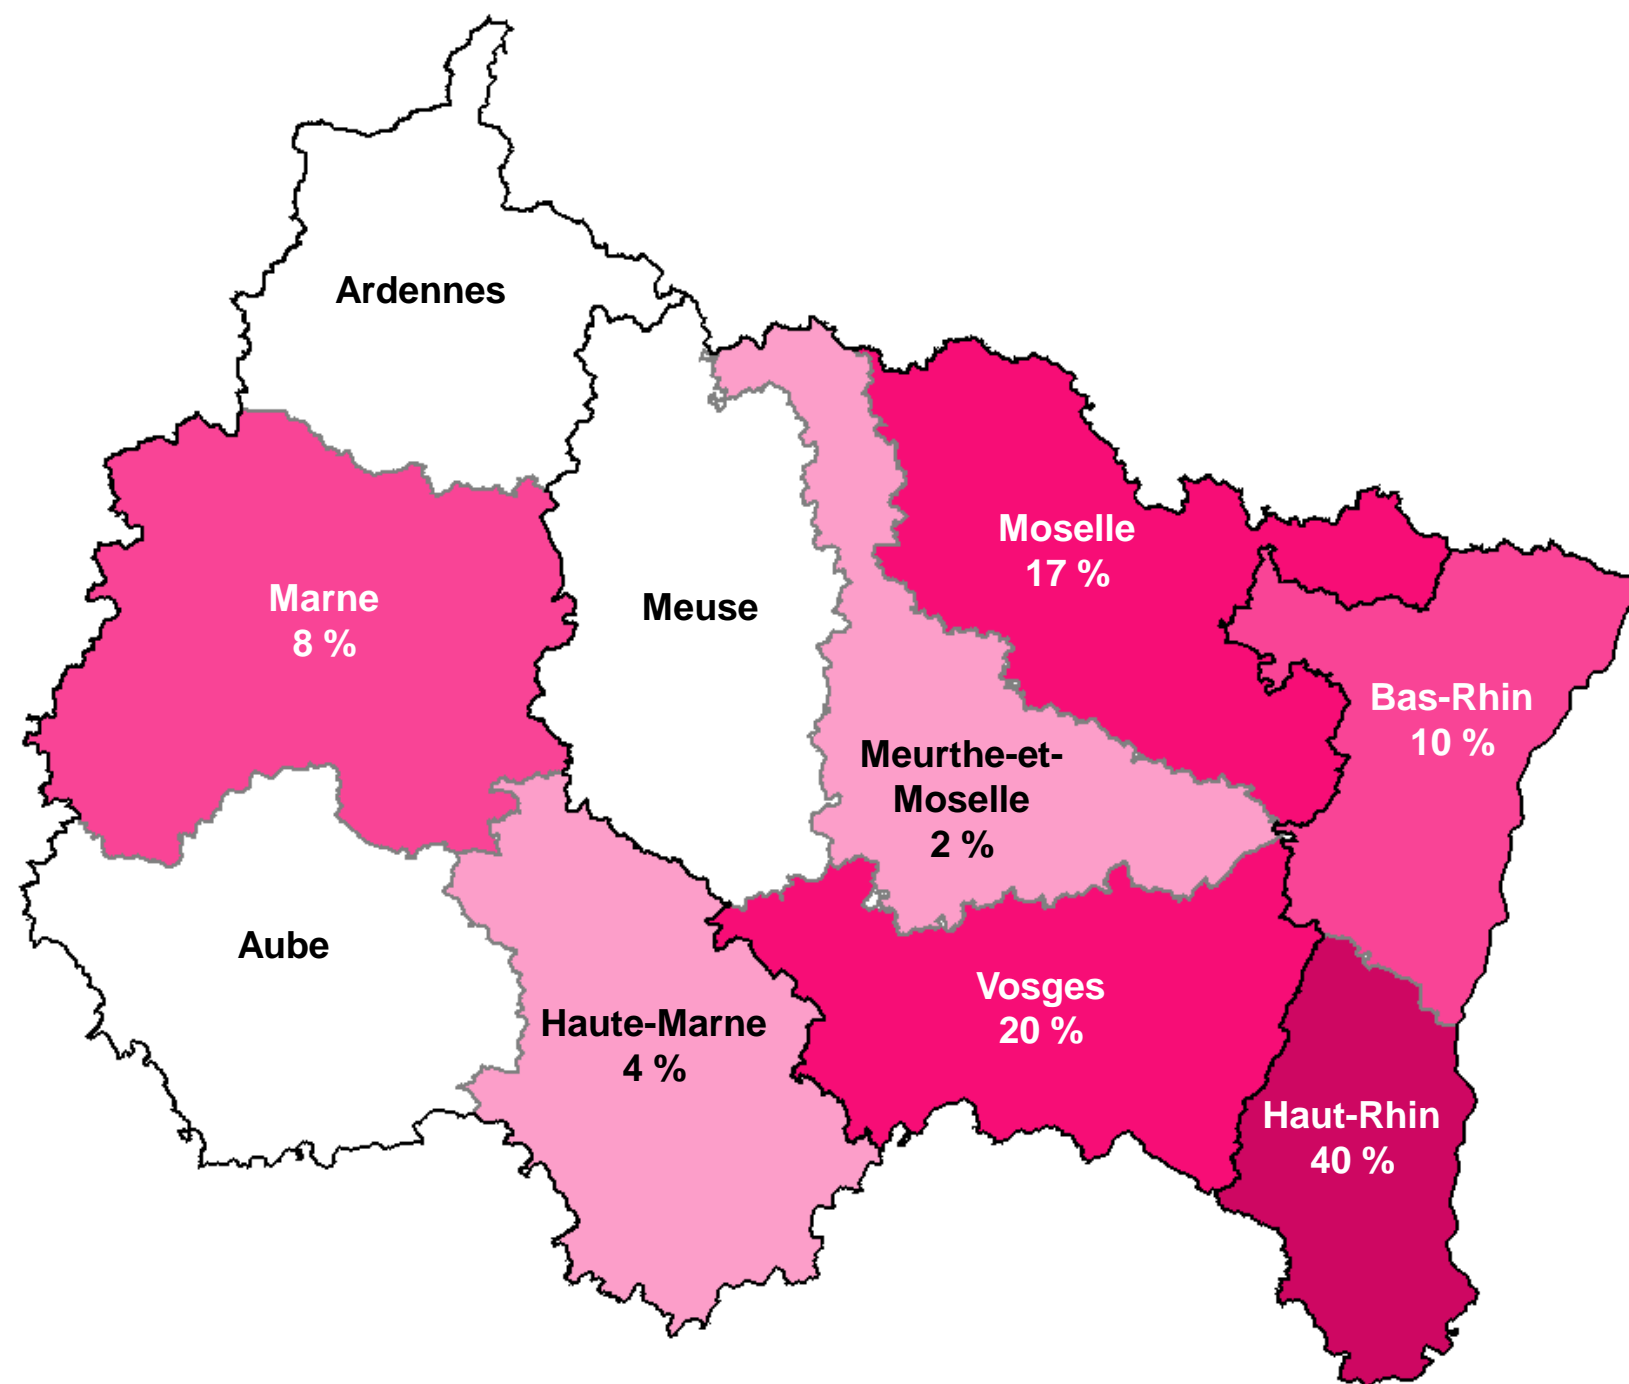 Ardennes
Moselle
17 %
Marne
8 %
Meuse
Bas-Rhin
10 %
Meurthe-et-
Moselle
2 %
Aube
Vosges
20 %
Haute-Marne
4 %
Haut-Rhin
40 %